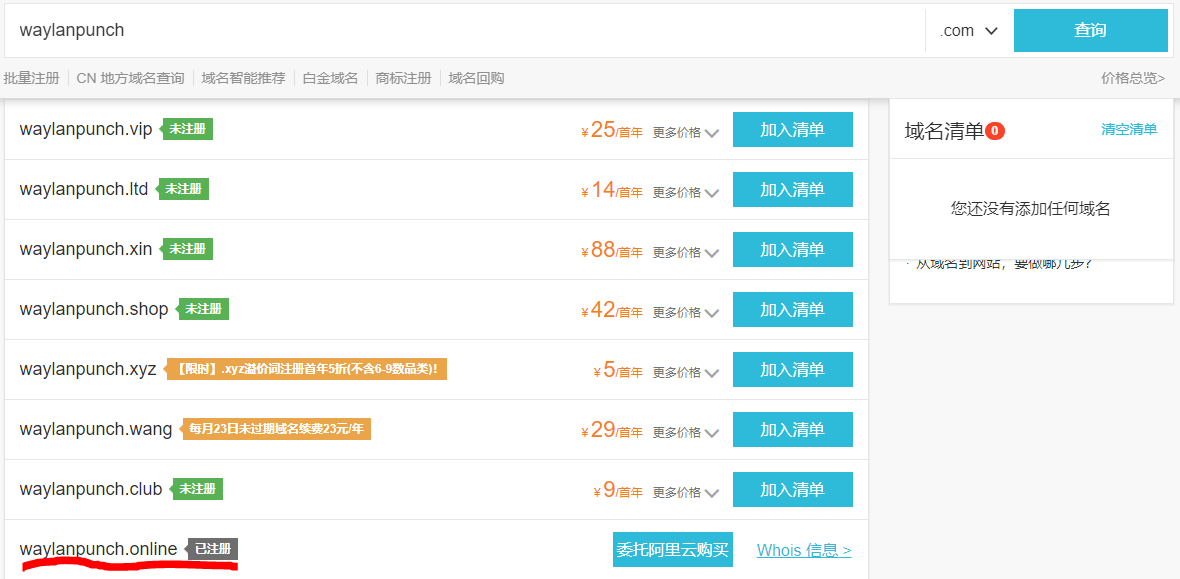 waylanpunch .com 查询
批量注册 CN 地方域名查询 域名智能推荐 白金域名 商标注册 域名回购 价格总览>
waylanpunch.vip 未注册 ¥25/首年 更多价格 加入清单
域名清单0 清空清单
waylanpunch.ltd 未注册 ¥14/首年 更多价格 加入清单
您还没有添加任何域名
waylanpunch.xin 未注册 ¥88/首年 更多价格 加入清单
· 从域名到网站，要做哪几步?
waylanpunch.shop 未注册 ¥42/首年 更多价格 加入清单
waylanpunch.xyz 【限时】.xyz溢价词注册首年5折(不含6-9数品类)! ¥5/首年 更多价格 加入清单
waylanpunch.wang 每月23日未过期域名续费23元/年 ¥29/首年 更多价格 加入清单
waylanpunch.club 未注册 ¥9/首年 更多价格 加入清单
waylanpunch.online 已注册 委托阿里云购买 Whois 信息 >